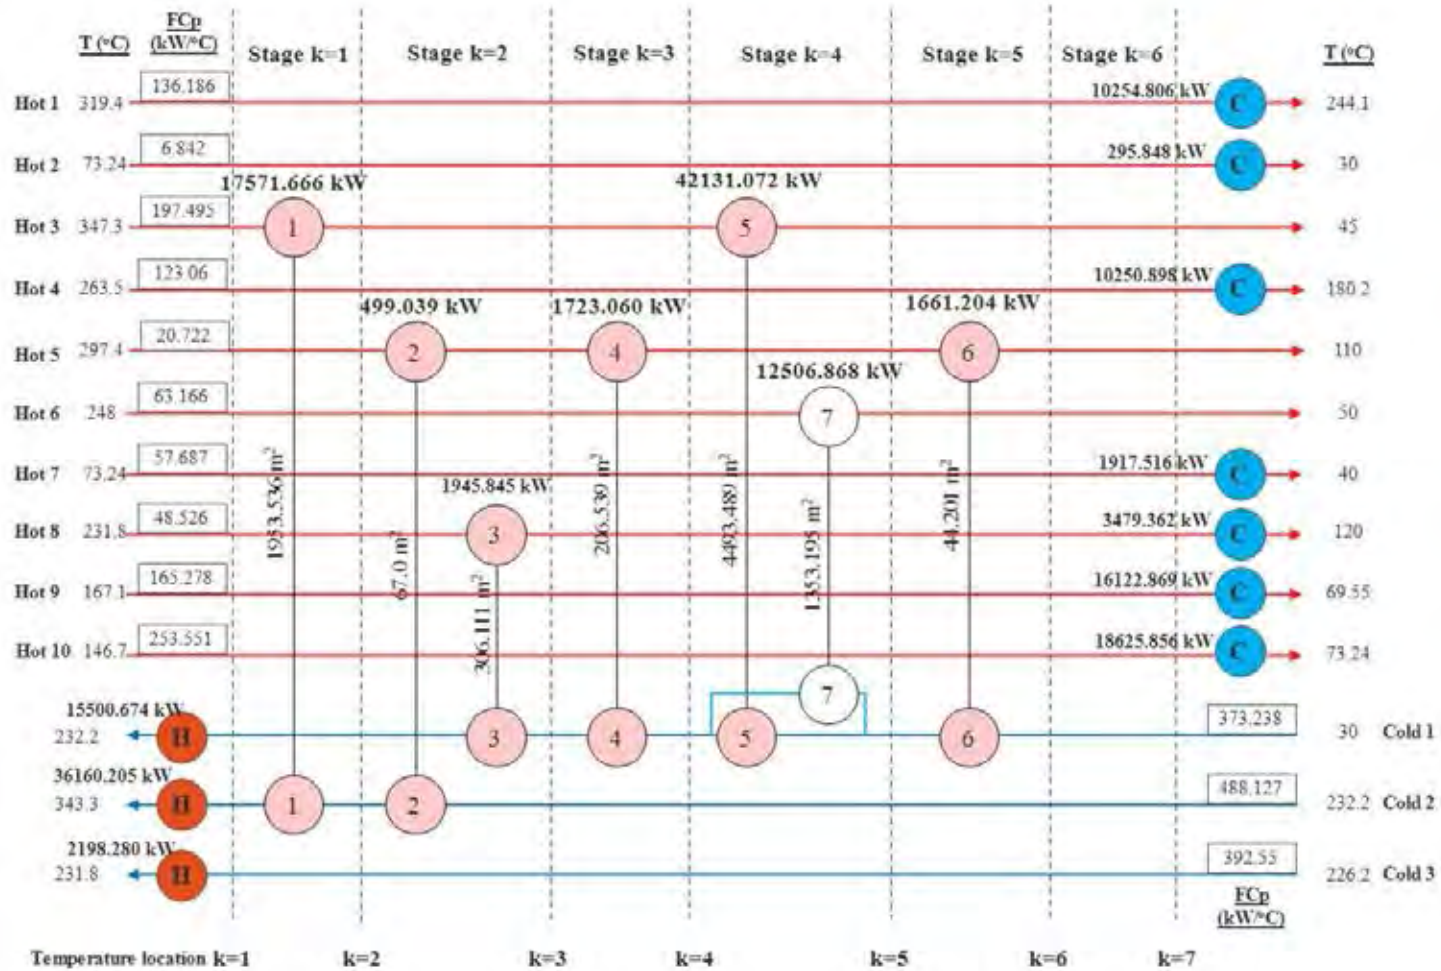 FCp
T (°C) (kW/°C) Stage k=1 Stage k=2 Stage k=3 Stage k=4 Stage k=5 Stage k=6 T (°C)
136.186
Hot 1 319.4 10254.806 kW C 244.1
6.842
Hot 2 73.24 295.848 kW C 30
17571.666 kW 42131.072 kW
197.495
Hot 3 347.3 1 5 45
123.06
Hot 4 263.5 10250.898 kW C 180.2
499.039 kW 1723.060 kW 1661.204 kW
20.722
Hot 5 297.4 2 4 6 110
12506.868 kW
63.166
Hot 6 248 7 50
57.687
Hot 7 73.24 1917.516 kW C 40
1945.845 kW
48.526
Hot 8 231.8 3 3479.362 kW C 120
1953.536 m²
67.0 m²
306.111 m²
206.539 m²
4493.489 m²
1353.195 m²
44.201 m²
165.278
Hot 9 167.1 16122.869 kW C 69.55
253.551
Hot 10 146.7 18625.856 kW C 73.24
7
15500.674 kW
373.238
232.2 H 3 4 5 6 30 Cold 1
36160.205 kW
488.127
343.3 H 1 2 232.2 Cold 2
2198.280 kW
392.55
231.8 H 226.2 Cold 3
FCp
(kW/°C)
Temperature location k=1 k=2 k=3 k=4 k=5 k=6 k=7